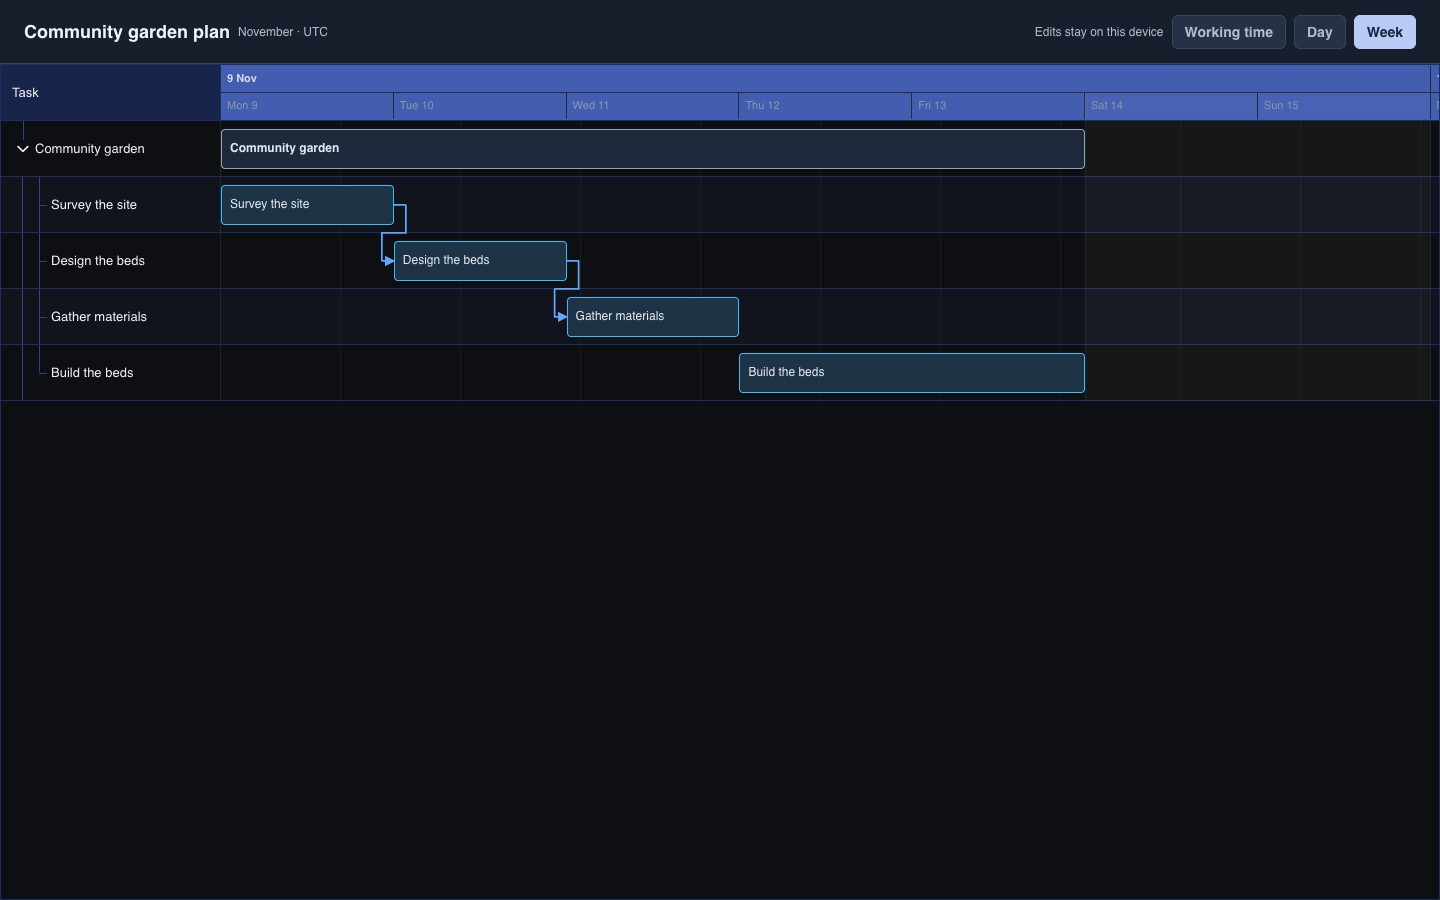 Community garden plan November · UTC
Edits stay on this device Working time Day Week
Task
9 Nov
Mon 9 Tue 10 Wed 11 Thu 12 Fri 13 Sat 14 Sun 15
Community garden Community garden
Survey the site Survey the site
Design the beds Design the beds
Gather materials Gather materials
Build the beds Build the beds